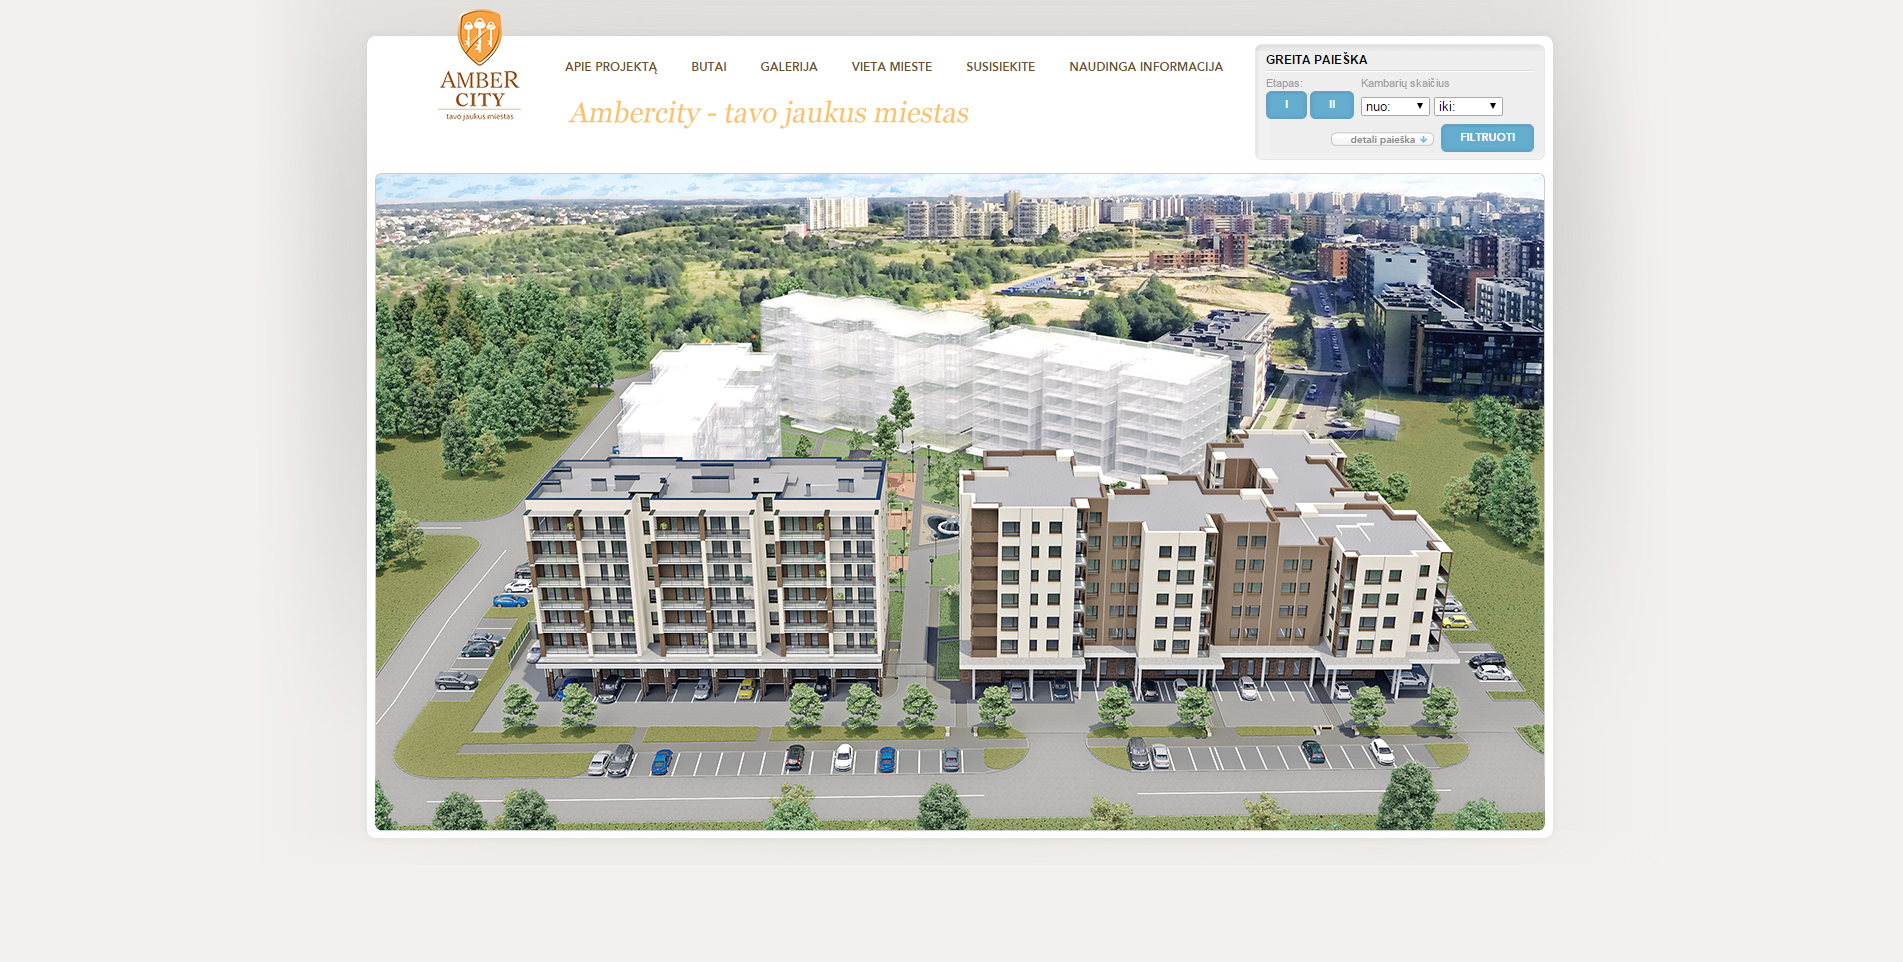 AMBER
CITY
tavo jaukus miestas
APIE PROJEKTĄ
BUTAI
GALERIJA
VIETA MIESTE
SUSISIEKITE
NAUDINGA INFORMACIJA
Ambercity - tavo jaukus miestas
GREITA PAIEŠKA
Etapas:
Kambarių skaičius
I
II
nuo:
iki:
detali paieška
FILTRUOTI